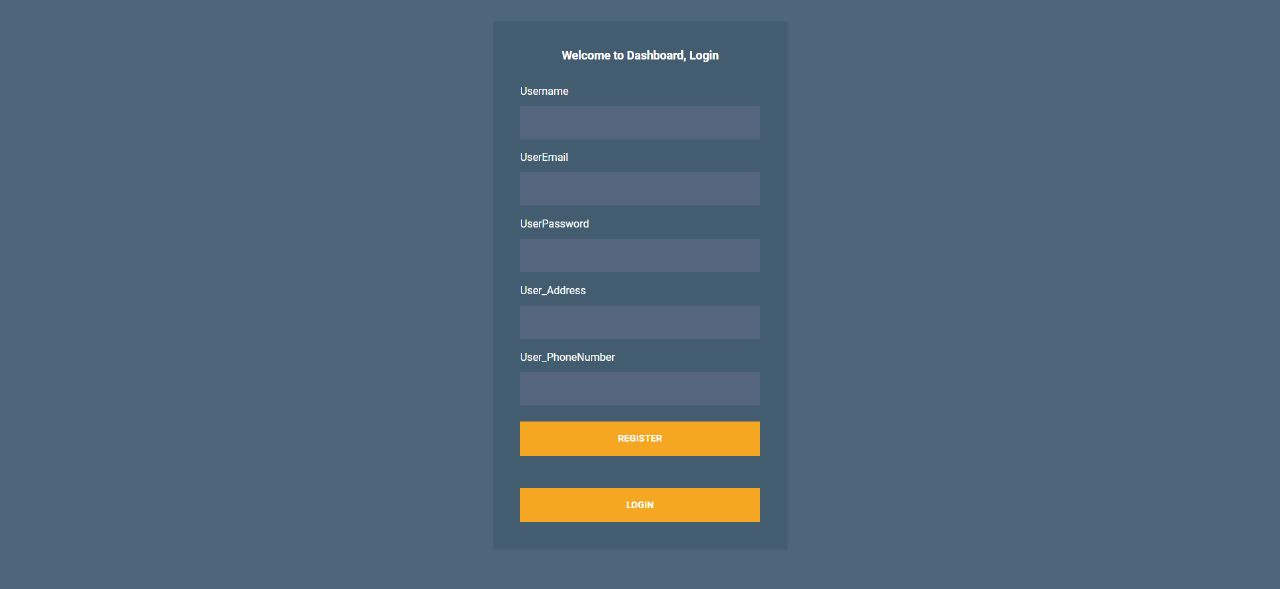 Welcome to Dashboard, Login
Username
UserEmail
UserPassword
User_Address
User_PhoneNumber
REGISTER
LOGIN